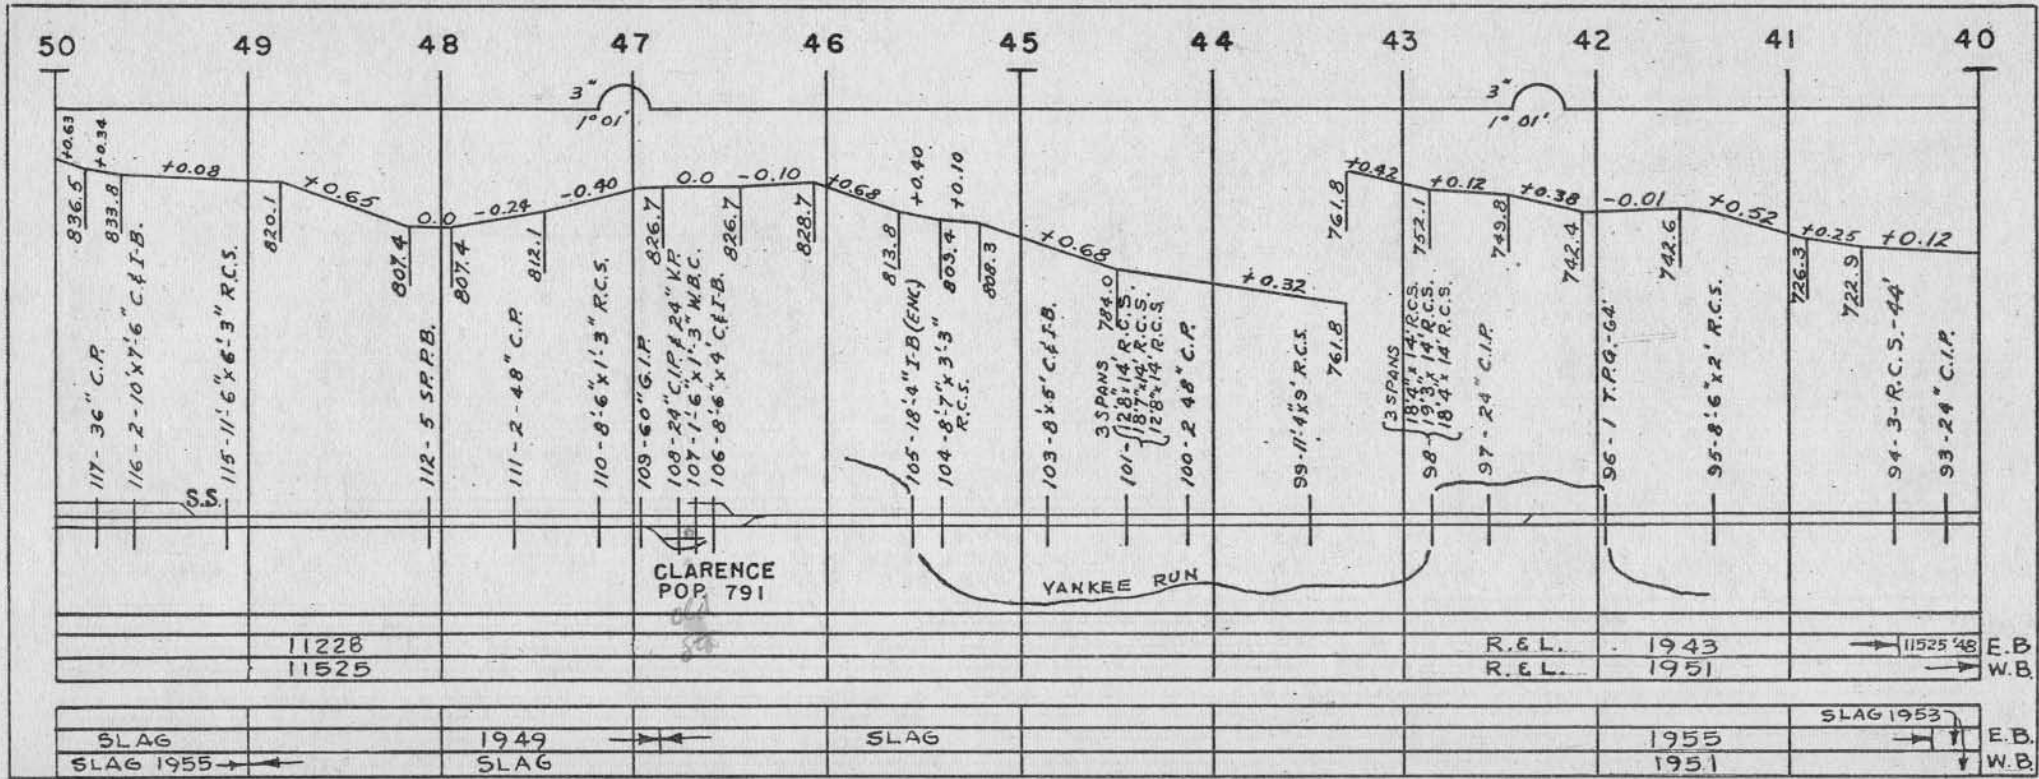 50 49 48 47 46 45 44 43 42 41 40
3" 3"
1°01' 1°01'
+0.63 +0.34 +0.08 +0.65 0.0 -0.24 -0.40 0.0 -0.10 +0.68 +0.40 +0.10 +0.68 +0.32 +0.42 +0.12 +0.38 -0.01 +0.52 +0.25 +0.12
836.5 833.8 820.1 807.4 807.4 812.1 826.7 826.7 828.7 813.8 809.4 808.3 784.0 761.8 761.8 752.1 749.8 742.4 742.6 726.3 722.9
117-36" C.P.
116-2-10'x7'-6" C.&I-B.
115-11'-6"x6'-3" R.C.S.
112-5 SP. P.B.
111-2-48" C.P.
110-8'-6"x1'-3" R.C.S.
109-60" G.I.P.
108-24" C.I.P. & 24" V.P.
107-1'-6"x1'-3" W.B.C.
106-8'-6"x4' C&I-B.
105-18'-4" I-B (ENC.)
104-8'-7"x3'3"
R.C.S.
103-8'x5' C.&I-B.
3 SPANS
101-{12'8"x14' R.C.S.
{18'7"x14' R.C.S.
{12'8"x14' R.C.S.
100-2 48" C.P.
99-11'-4"x9' R.C.S.
3 SPANS
98-{18'4"x14' R.C.S.
{19'3"x14' R.C.S.
{18'4x14' R.C.S.
97-24" C.I.P.
96-1 T.P.G.-64'
95-8'-6"x2' R.C.S.
94-3-R.C.S.-44'
93-24" C.I.P.
S.S.
CLARENCE
POP. 791
YANKEE RUN
11228 R.&L. 1943 11525 '48 E.B
11525 R.&L. 1951 W.B.
SLAG 1953
SLAG 1949 SLAG 1955 E.B.
SLAG 1955 SLAG 1951 W.B.